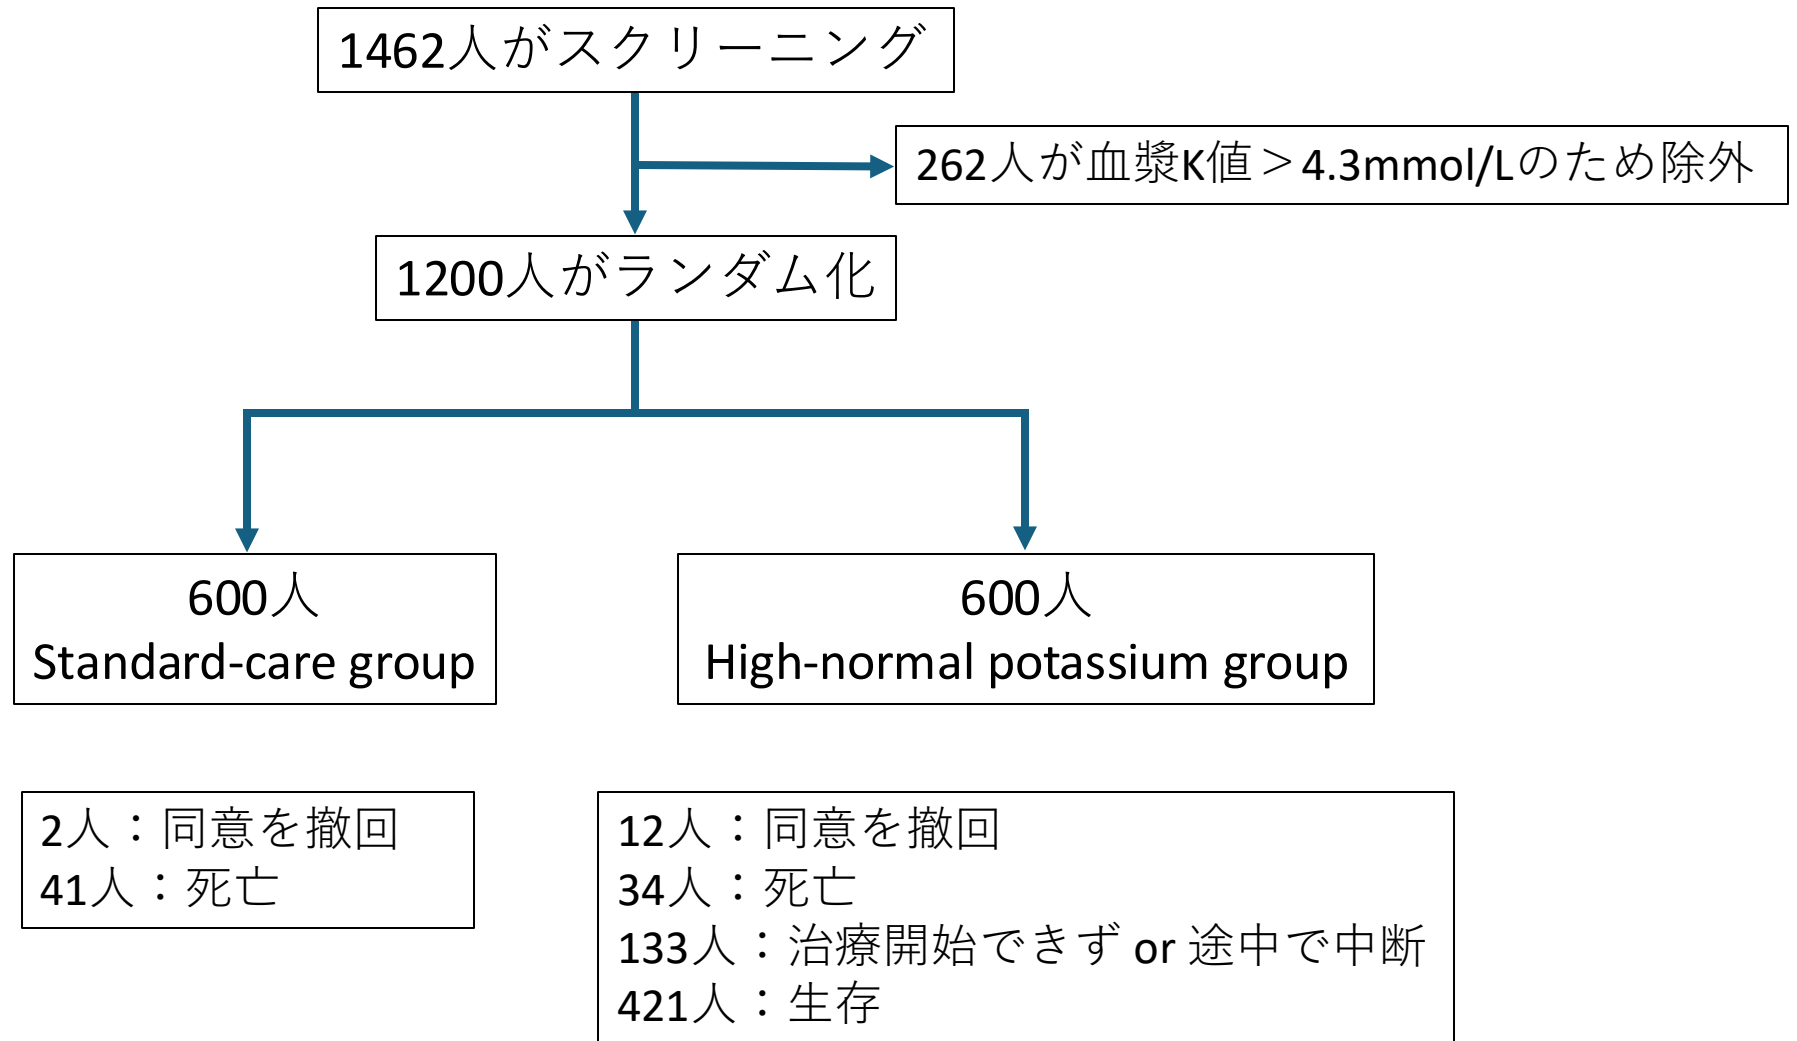 1462人がスクリーニング
262人が血漿K値＞4.3mmol/Lのため除外
1200人がランダム化
600人
Standard-care group
600人
High-normal potassium group
2人：同意を撤回
41人：死亡
12人：同意を撤回
34人：死亡
133人：治療開始できず or 途中で中断
421人：生存